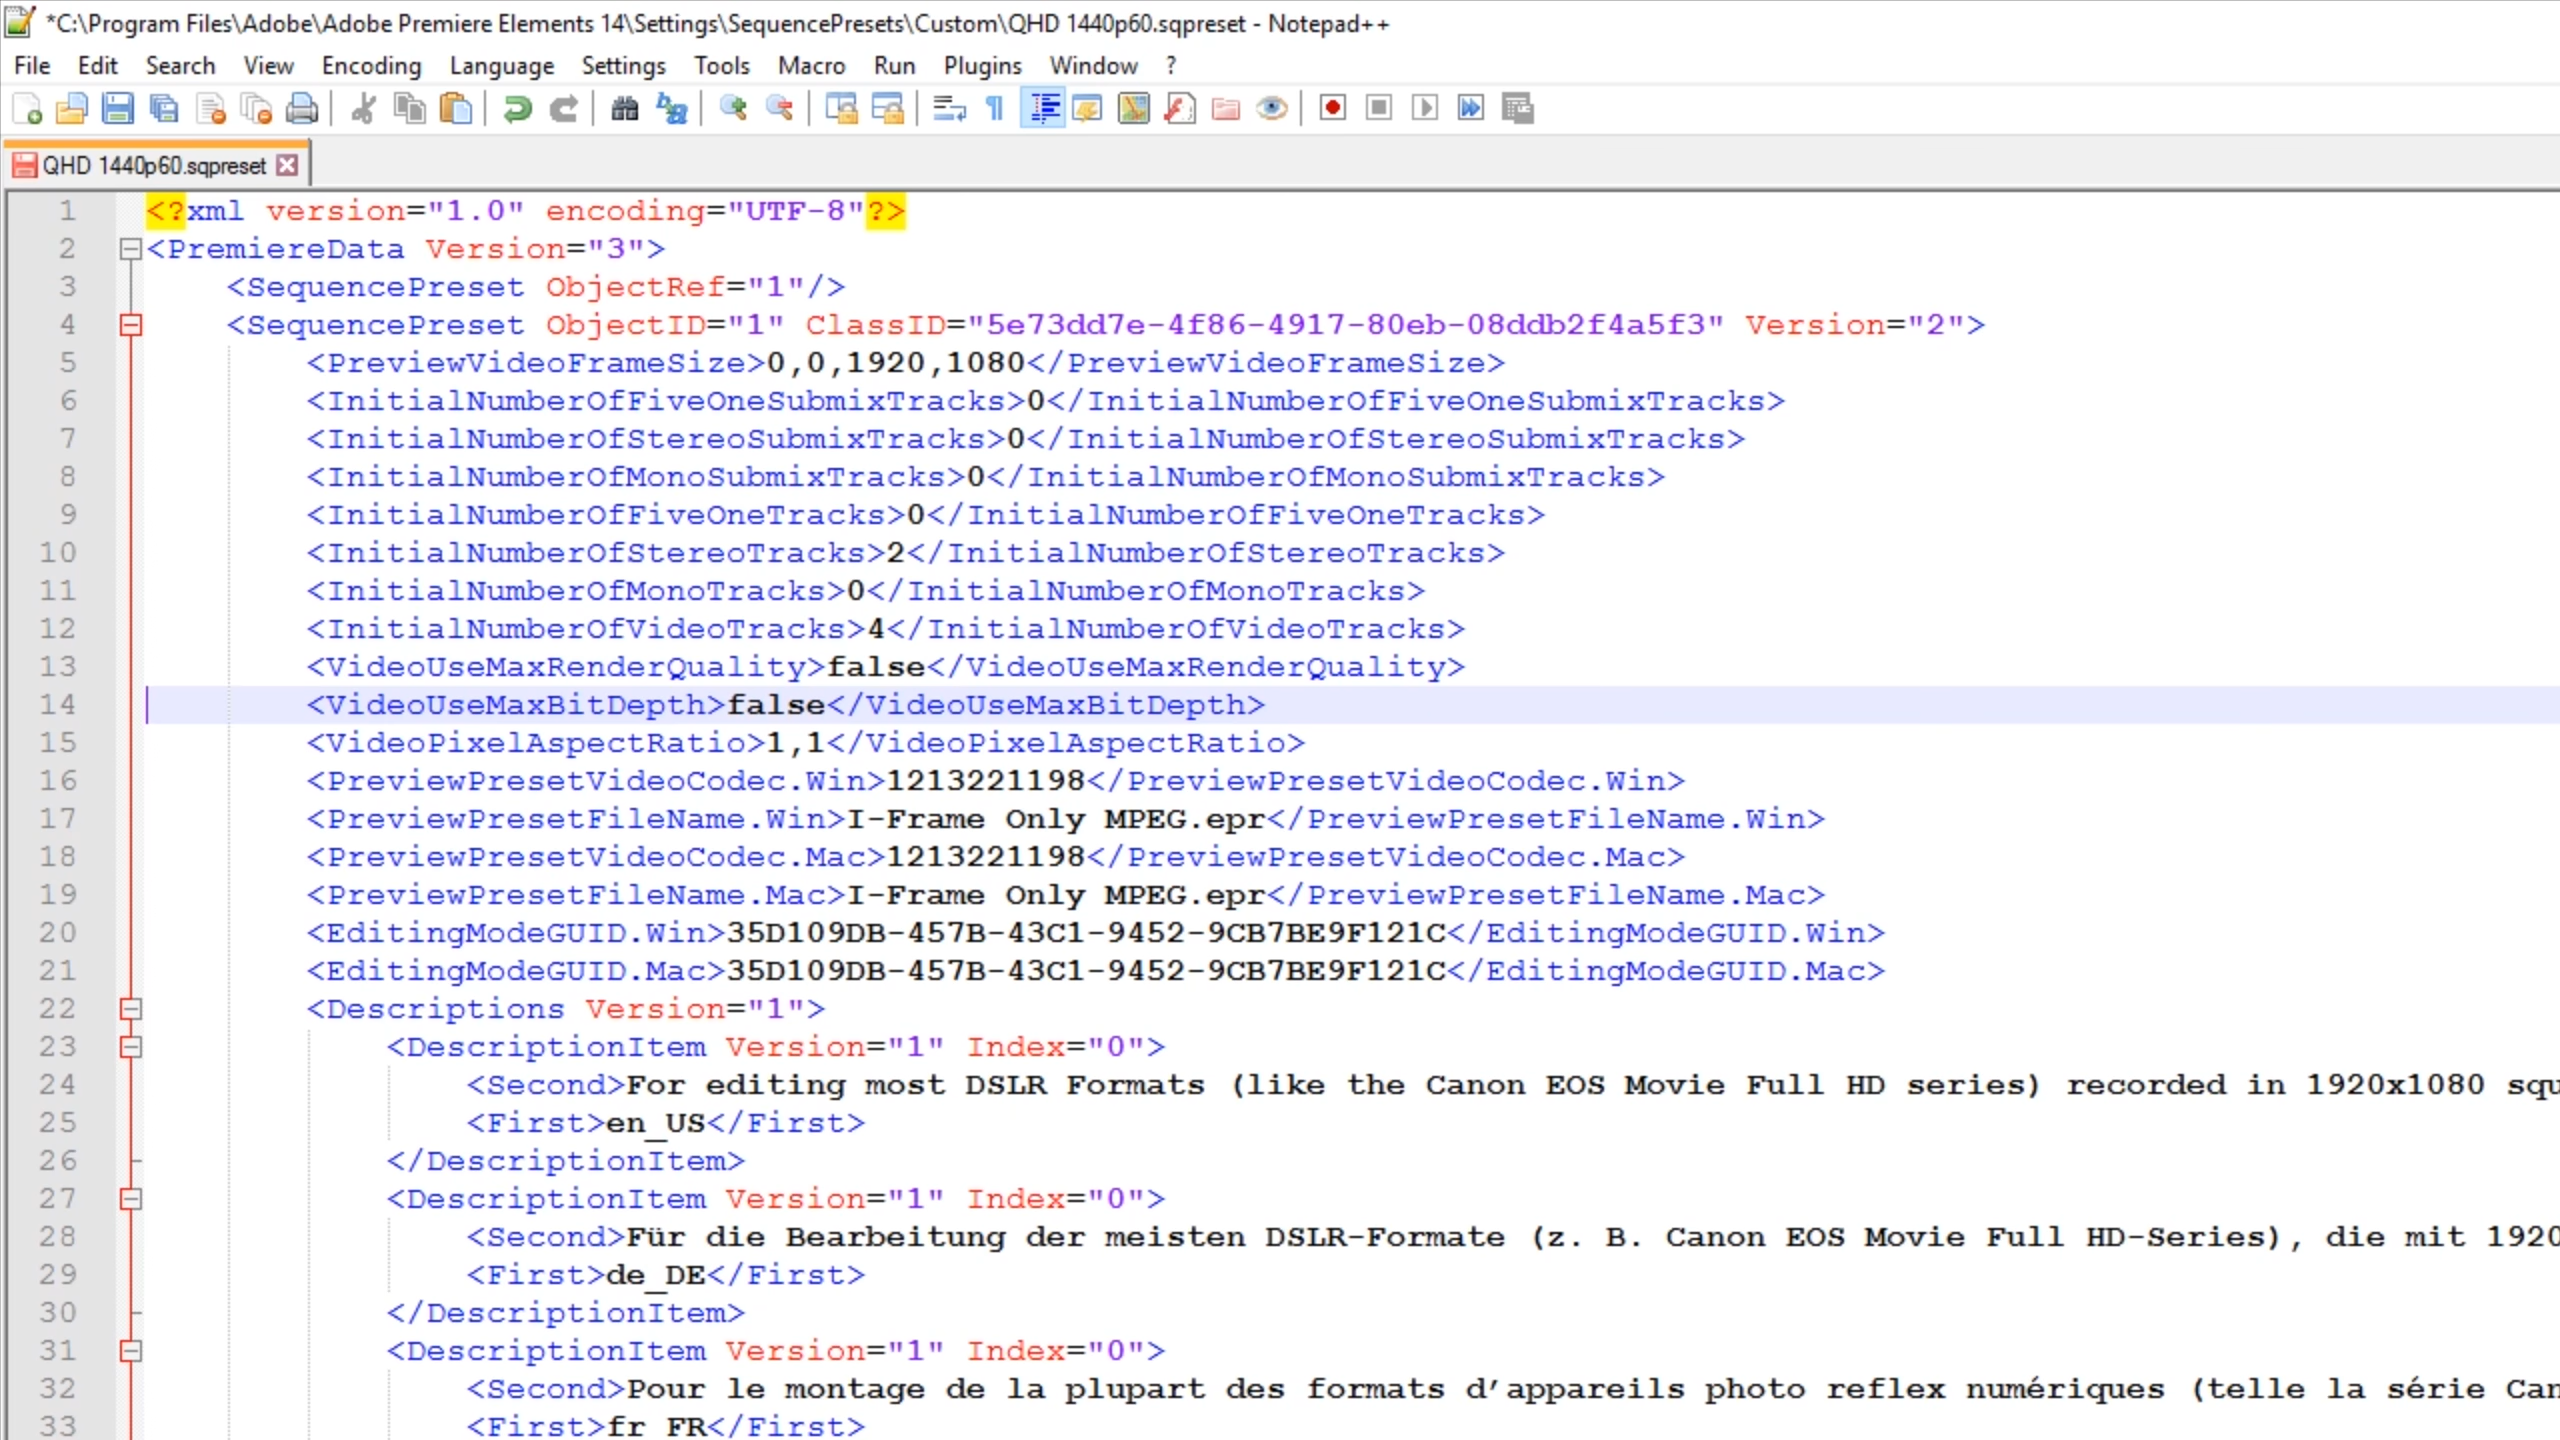 *C:\Program Files\Adobe\Adobe Premiere Elements 14\Settings\SequencePresets\Custom\QHD 1440p60.sqpreset - Notepad++
File Edit Search View Encoding Language Settings Tools Macro Run Plugins Window ?
QHD 1440p60.sqpreset
1 <?xml version="1.0" encoding="UTF-8"?>
2 <PremiereData Version="3">
3 <SequencePreset ObjectRef="1"/>
4 <SequencePreset ObjectID="1" ClassID="5e73dd7e-4f86-4917-80eb-08ddb2f4a5f3" Version="2">
5 <PreviewVideoFrameSize>0,0,1920,1080</PreviewVideoFrameSize>
6 <InitialNumberOfFiveOneSubmixTracks>0</InitialNumberOfFiveOneSubmixTracks>
7 <InitialNumberOfStereoSubmixTracks>0</InitialNumberOfStereoSubmixTracks>
8 <InitialNumberOfMonoSubmixTracks>0</InitialNumberOfMonoSubmixTracks>
9 <InitialNumberOfFiveOneTracks>0</InitialNumberOfFiveOneTracks>
10 <InitialNumberOfStereoTracks>2</InitialNumberOfStereoTracks>
11 <InitialNumberOfMonoTracks>0</InitialNumberOfMonoTracks>
12 <InitialNumberOfVideoTracks>4</InitialNumberOfVideoTracks>
13 <VideoUseMaxRenderQuality>false</VideoUseMaxRenderQuality>
14 <VideoUseMaxBitDepth>false</VideoUseMaxBitDepth>
15 <VideoPixelAspectRatio>1,1</VideoPixelAspectRatio>
16 <PreviewPresetVideoCodec.Win>1213221198</PreviewPresetVideoCodec.Win>
17 <PreviewPresetFileName.Win>I-Frame Only MPEG.epr</PreviewPresetFileName.Win>
18 <PreviewPresetVideoCodec.Mac>1213221198</PreviewPresetVideoCodec.Mac>
19 <PreviewPresetFileName.Mac>I-Frame Only MPEG.epr</PreviewPresetFileName.Mac>
20 <EditingModeGUID.Win>35D109DB-457B-43C1-9452-9CB7BE9F121C</EditingModeGUID.Win>
21 <EditingModeGUID.Mac>35D109DB-457B-43C1-9452-9CB7BE9F121C</EditingModeGUID.Mac>
22 <Descriptions Version="1">
23 <DescriptionItem Version="1" Index="0">
24 <Second>For editing most DSLR Formats (like the Canon EOS Movie Full HD series) recorded in 1920x1080 squ
25 <First>en_US</First>
26 </DescriptionItem>
27 <DescriptionItem Version="1" Index="0">
28 <Second>Für die Bearbeitung der meisten DSLR-Formate (z. B. Canon EOS Movie Full HD-Series), die mit 1920
29 <First>de_DE</First>
30 </DescriptionItem>
31 <DescriptionItem Version="1" Index="0">
32 <Second>Pour le montage de la plupart des formats d’appareils photo reflex numériques (telle la série Can
33 <First>fr_FR</First>